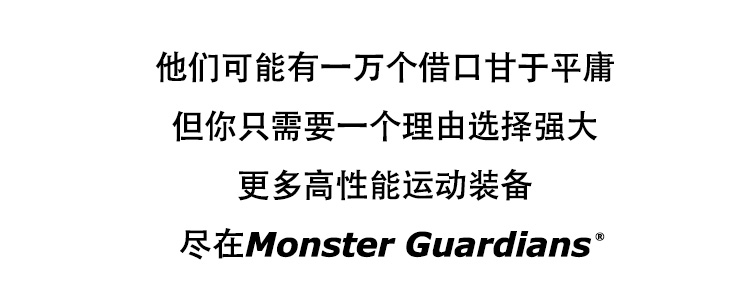 他们可能有一万个借口甘于平庸
但你只需要一个理由选择强大
更多高性能运动装备
尽在Monster Guardians®